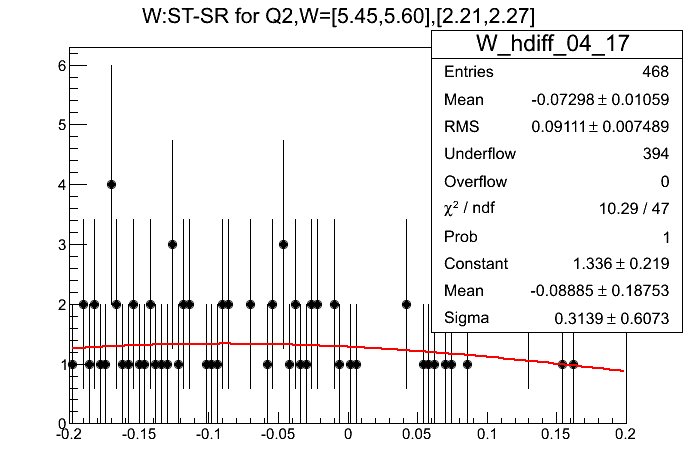 W:ST-SR for Q2,W=[5.45,5.60],[2.21,2.27]
W_hdiff_04_17
Entries 468
Mean -0.07298 ± 0.01059
RMS 0.09111 ± 0.007489
Underflow 394
Overflow 0
χ² / ndf 10.29 / 47
Prob 1
Constant 1.336 ± 0.219
Mean -0.08885 ± 0.18753
Sigma 0.3139 ± 0.6073
6
5
4
3
2
1
0
-0.2 -0.15 -0.1 -0.05 0 0.05 0.1 0.15 0.2